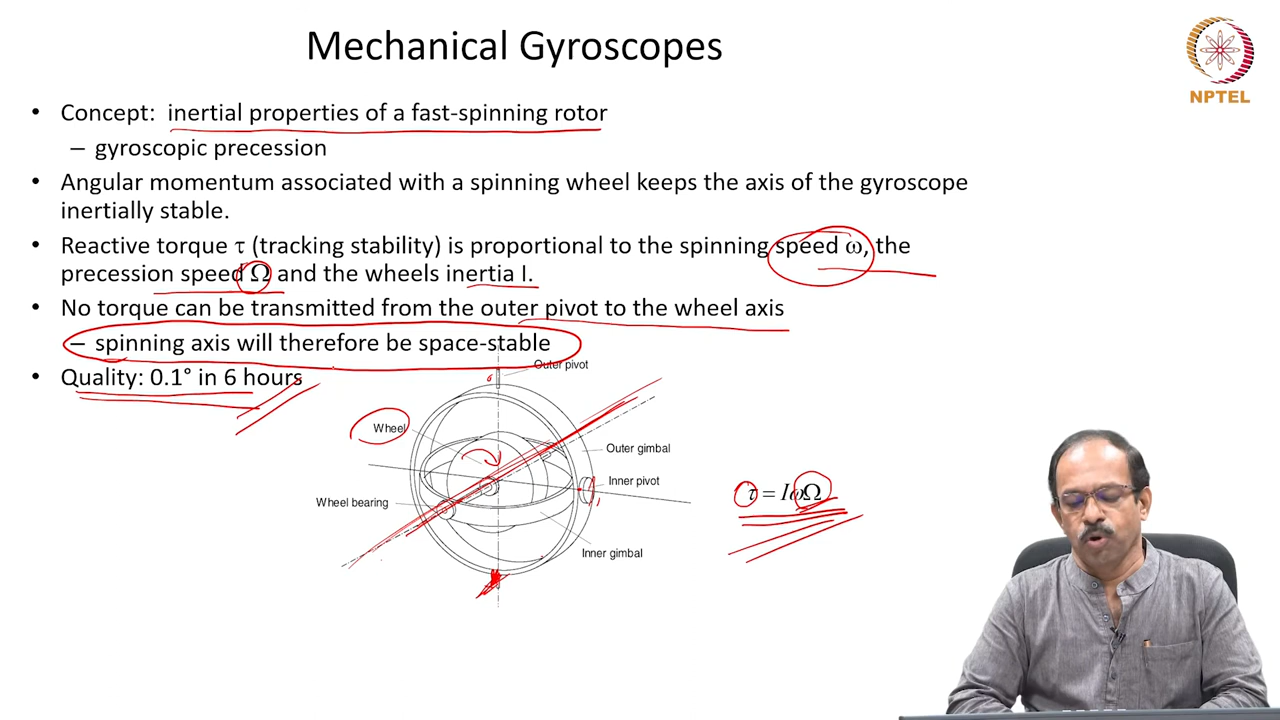 Mechanical Gyroscopes
NPTEL
• Concept: inertial properties of a fast-spinning rotor
– gyroscopic precession
• Angular momentum associated with a spinning wheel keeps the axis of the gyroscope
inertially stable.
• Reactive torque τ (tracking stability) is proportional to the spinning speed ω, the
precession speed Ω and the wheels inertia I.
• No torque can be transmitted from the outer pivot to the wheel axis
– spinning axis will therefore be space-stable
• Quality: 0.1° in 6 hours
Outer pivot
Wheel
Outer gimbal
Inner pivot
Wheel bearing
τ = IωΩ
Inner gimbal